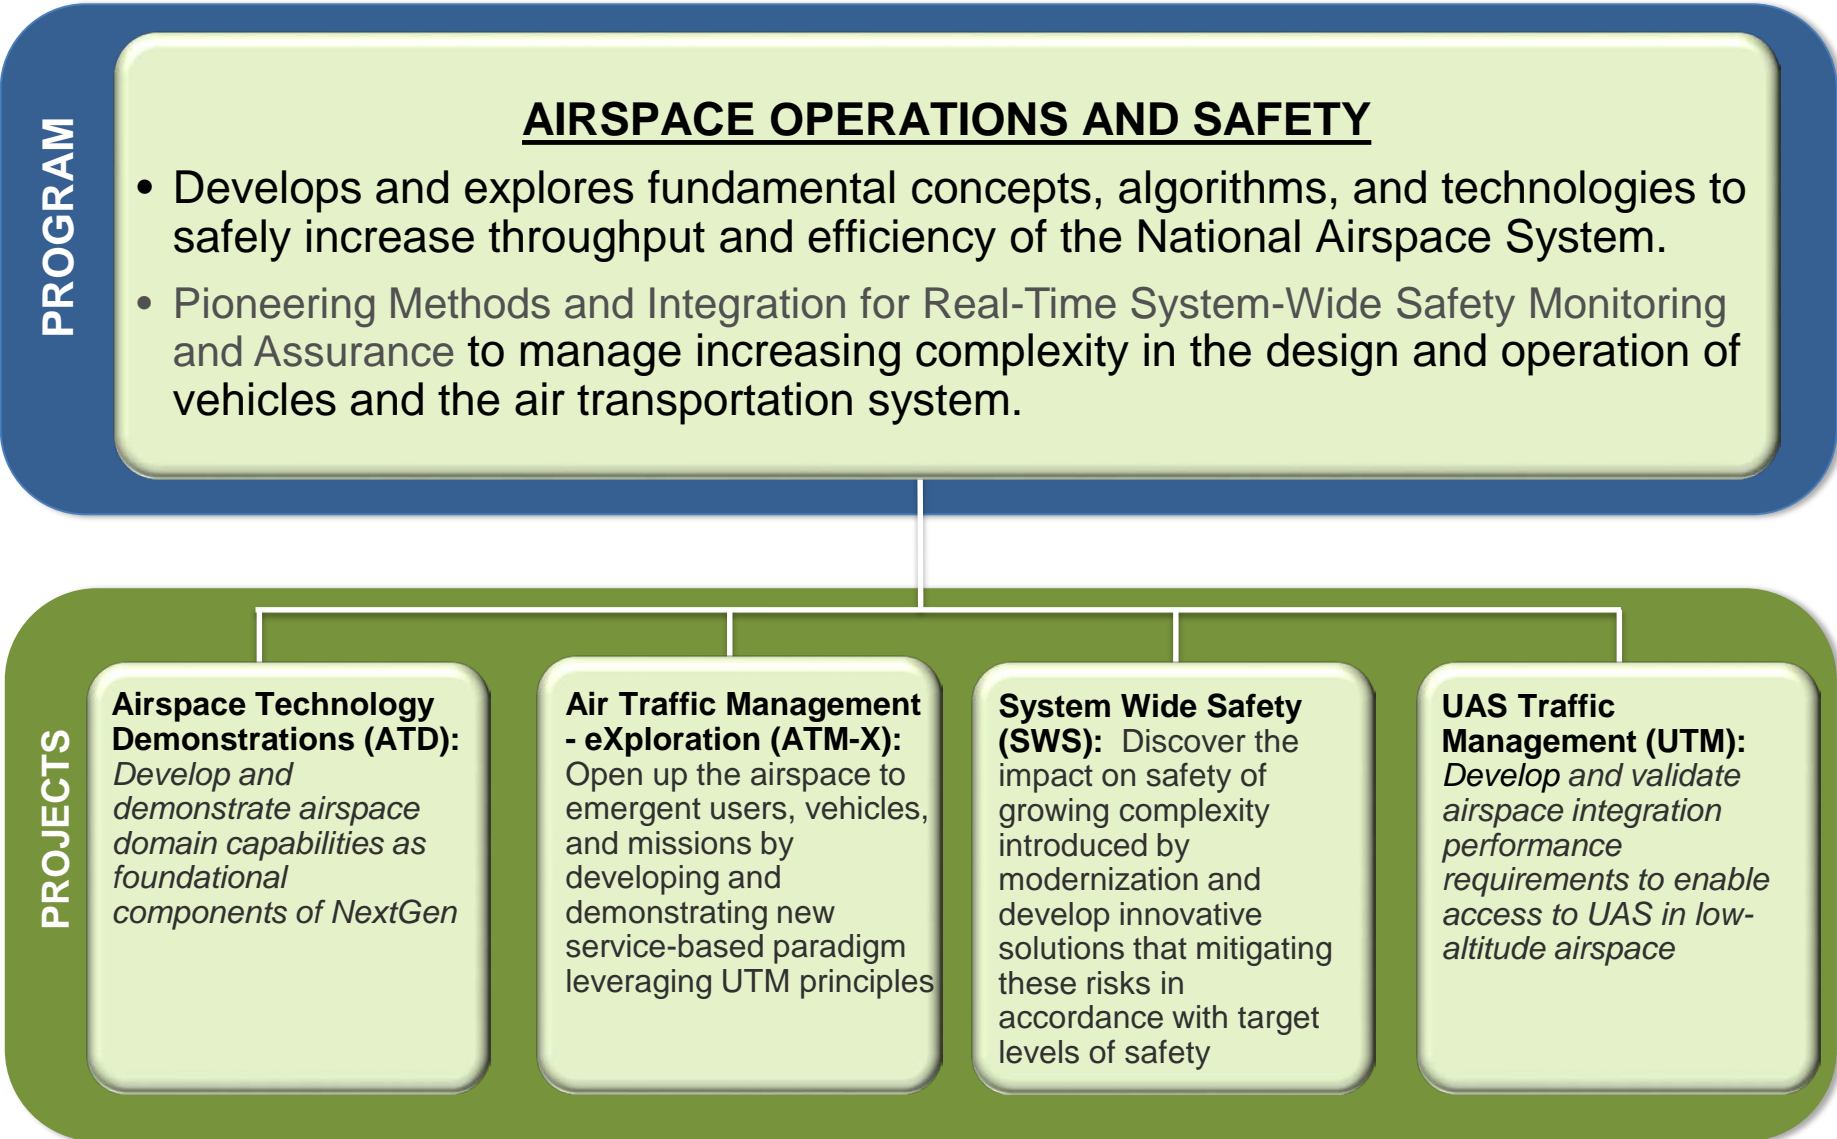 PROGRAM
AIRSPACE OPERATIONS AND SAFETY
• Develops and explores fundamental concepts, algorithms, and technologies to
safely increase throughput and efficiency of the National Airspace System.
• Pioneering Methods and Integration for Real-Time System-Wide Safety Monitoring
and Assurance to manage increasing complexity in the design and operation of
vehicles and the air transportation system.
PROJECTS
Airspace Technology
Demonstrations (ATD):
Develop and
demonstrate airspace
domain capabilities as
foundational
components of NextGen
Air Traffic Management
- eXploration (ATM-X):
Open up the airspace to
emergent users, vehicles,
and missions by
developing and
demonstrating new
service-based paradigm
leveraging UTM principles
System Wide Safety
(SWS): Discover the
impact on safety of
growing complexity
introduced by
modernization and
develop innovative
solutions that mitigating
these risks in
accordance with target
levels of safety
UAS Traffic
Management (UTM):
Develop and validate
airspace integration
performance
requirements to enable
access to UAS in low-
altitude airspace